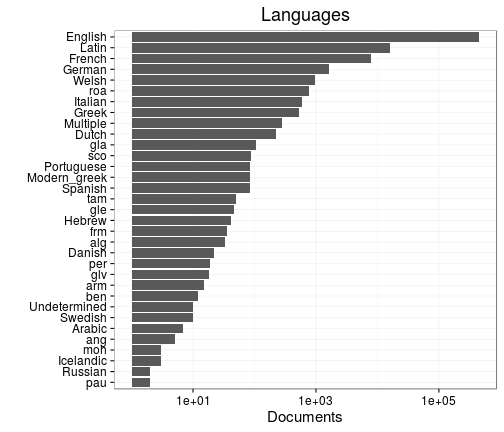 Languages
English
Latin
French
German
Welsh
roa
Italian
Greek
Multiple
Dutch
gla
sco
Portuguese
Modern_greek
Spanish
tam
gle
Hebrew
frm
alg
Danish
per
glv
arm
ben
Undetermined
Swedish
Arabic
ang
moh
Icelandic
Russian
pau
1e+01 1e+03 1e+05
Documents